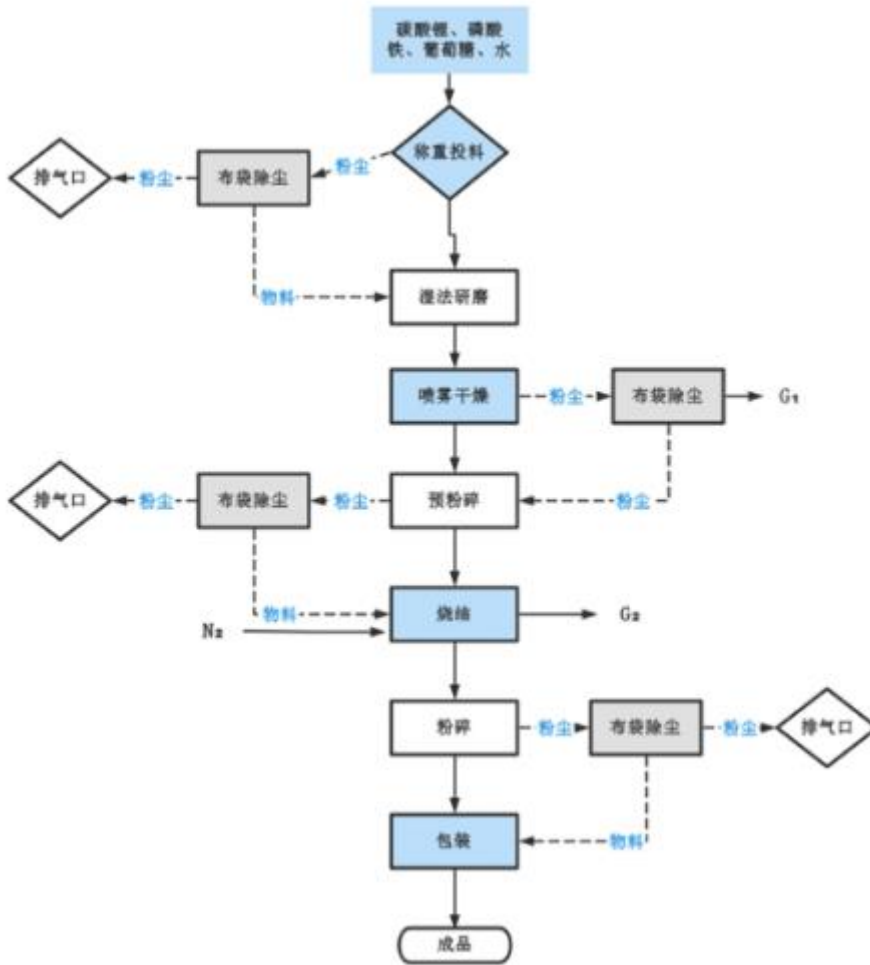 碳酸锂、磷酸
铁、葡萄糖、水
称重投料
粉尘
布袋除尘
粉尘
排气口
物料
湿法研磨
喷雾干燥
粉尘
布袋除尘
G₁
粉尘
预粉碎
粉尘
布袋除尘
粉尘
排气口
物料
烧结
G₂
N₂
粉碎
粉尘
布袋除尘
粉尘
排气口
物料
包装
成品